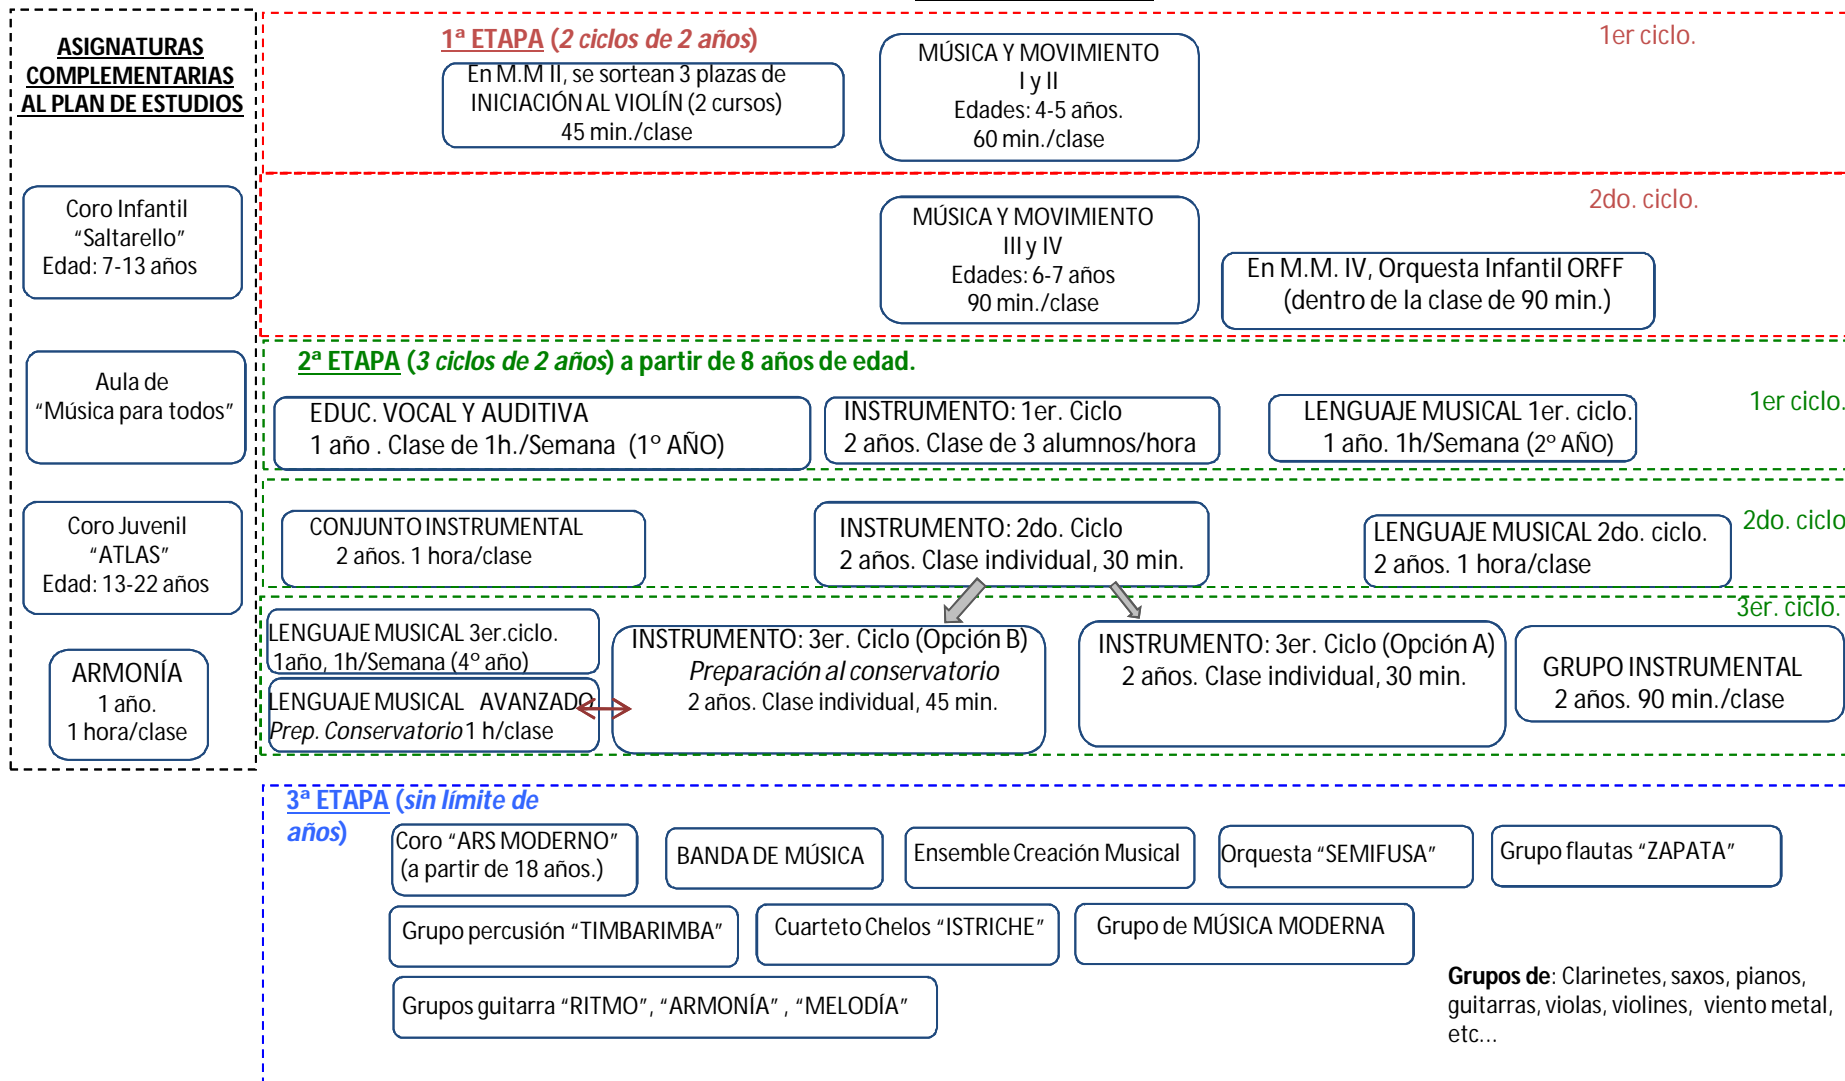 ASIGNATURAS
COMPLEMENTARIAS
AL PLAN DE ESTUDIOS
Coro Infantil
“Saltarello”
Edad: 7-13 años
Aula de
“Música para todos”
Coro Juvenil
“ATLAS”
Edad: 13-22 años
ARMONÍA
1 año.
1 hora/clase
1ª ETAPA (2 ciclos de 2 años)
1er ciclo.
En M.M II, se sortean 3 plazas de
INICIACIÓN AL VIOLÍN (2 cursos)
45 min./clase
MÚSICA Y MOVIMIENTO
I y II
Edades: 4-5 años.
60 min./clase
2do. ciclo.
MÚSICA Y MOVIMIENTO
III y IV
Edades: 6-7 años
90 min./clase
En M.M. IV, Orquesta Infantil ORFF
(dentro de la clase de 90 min.)
2ª ETAPA (3 ciclos de 2 años) a partir de 8 años de edad.
1er ciclo.
EDUC. VOCAL Y AUDITIVA
1 año . Clase de 1h./Semana (1º AÑO)
INSTRUMENTO: 1er. Ciclo
2 años. Clase de 3 alumnos/hora
LENGUAJE MUSICAL 1er. ciclo.
1 año. 1h/Semana (2º AÑO)
2do. ciclo
CONJUNTO INSTRUMENTAL
2 años. 1 hora/clase
INSTRUMENTO: 2do. Ciclo
2 años. Clase individual, 30 min.
LENGUAJE MUSICAL 2do. ciclo.
2 años. 1 hora/clase
3er. ciclo.
LENGUAJE MUSICAL 3er.ciclo.
1año, 1h/Semana (4º año)
LENGUAJE MUSICAL AVANZADO
Prep. Conservatorio 1 h/clase
INSTRUMENTO: 3er. Ciclo (Opción B)
Preparación al conservatorio
2 años. Clase individual, 45 min.
INSTRUMENTO: 3er. Ciclo (Opción A)
2 años. Clase individual, 30 min.
GRUPO INSTRUMENTAL
2 años. 90 min./clase
3ª ETAPA (sin límite de
años)
Coro “ARS MODERNO”
(a partir de 18 años.)
BANDA DE MÚSICA
Ensemble Creación Musical
Orquesta “SEMIFUSA”
Grupo flautas “ZAPATA”
Grupo percusión “TIMBARIMBA”
Cuarteto Chelos “ISTRICHE”
Grupo de MÚSICA MODERNA
Grupos guitarra “RITMO”, “ARMONÍA” , “MELODÍA”
Grupos de: Clarinetes, saxos, pianos,
guitarras, violas, violines, viento metal,
etc…